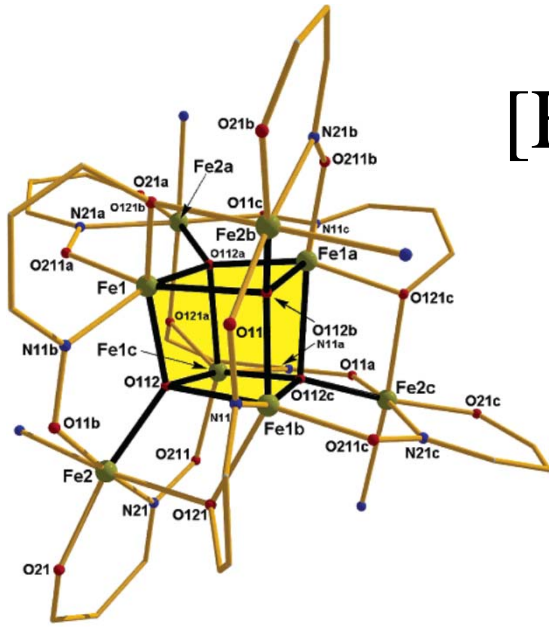 [
O21b
N21b
O211b
Fe2a
O21a
O121b
O11c
N11c
N21a
Fe2b
Fe1a
O211a
O112a
Fe1
O121c
O11
O112b
N11a
N11b
O121a
Fe1c
O11a
O112
O112c
Fe2c
N11
O21c
Fe1b
O11b
O211
O211c
N21c
Fe2
N21
O121
O21